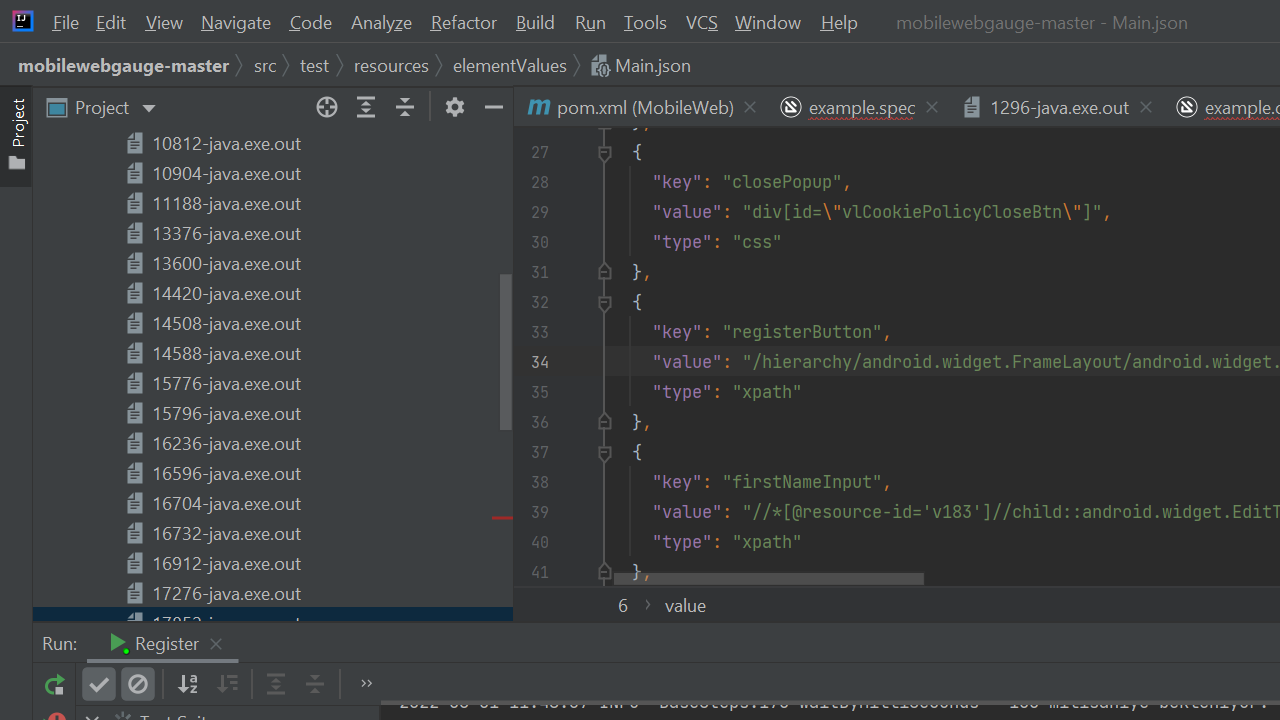 File Edit View Navigate Code Analyze Refactor Build Run Tools VCS Window Help mobilewebgauge-master - Main.json
mobilewebgauge-master src test resources elementValues Main.json
Project
Project
pom.xml (MobileWeb) example.spec 1296-java.exe.out
10812-java.exe.out
10904-java.exe.out
11188-java.exe.out
13376-java.exe.out
13600-java.exe.out
14420-java.exe.out
14508-java.exe.out
14588-java.exe.out
15776-java.exe.out
15796-java.exe.out
16236-java.exe.out
16596-java.exe.out
16704-java.exe.out
16732-java.exe.out
16912-java.exe.out
17276-java.exe.out
27 {
28 "key": "closePopup",
29 "value": "div[id=\"vlCookiePolicyCloseBtn\"]",
30 "type": "css"
31 },
32 {
33 "key": "registerButton",
34 "value": "/hierarchy/android.widget.FrameLayout/android.widget.
35 "type": "xpath"
36 },
37 {
38 "key": "firstNameInput",
39 "value": "//*[@resource-id='v183']//child::android.widget.EditT
40 "type": "xpath"
41 },
6 › value
Run: Register